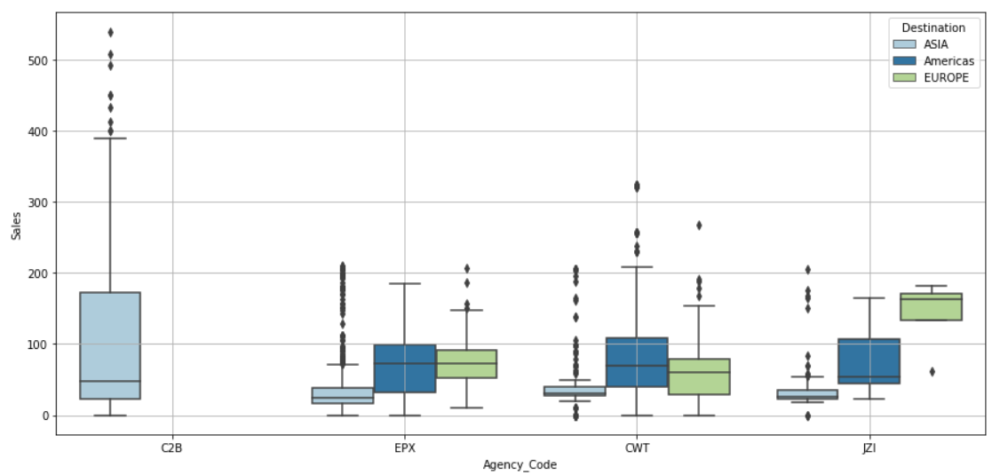 Destination
ASIA
Americas
EUROPE
500
400
300
200
100
0
Sales
C2B EPX CWT JZI
Agency_Code